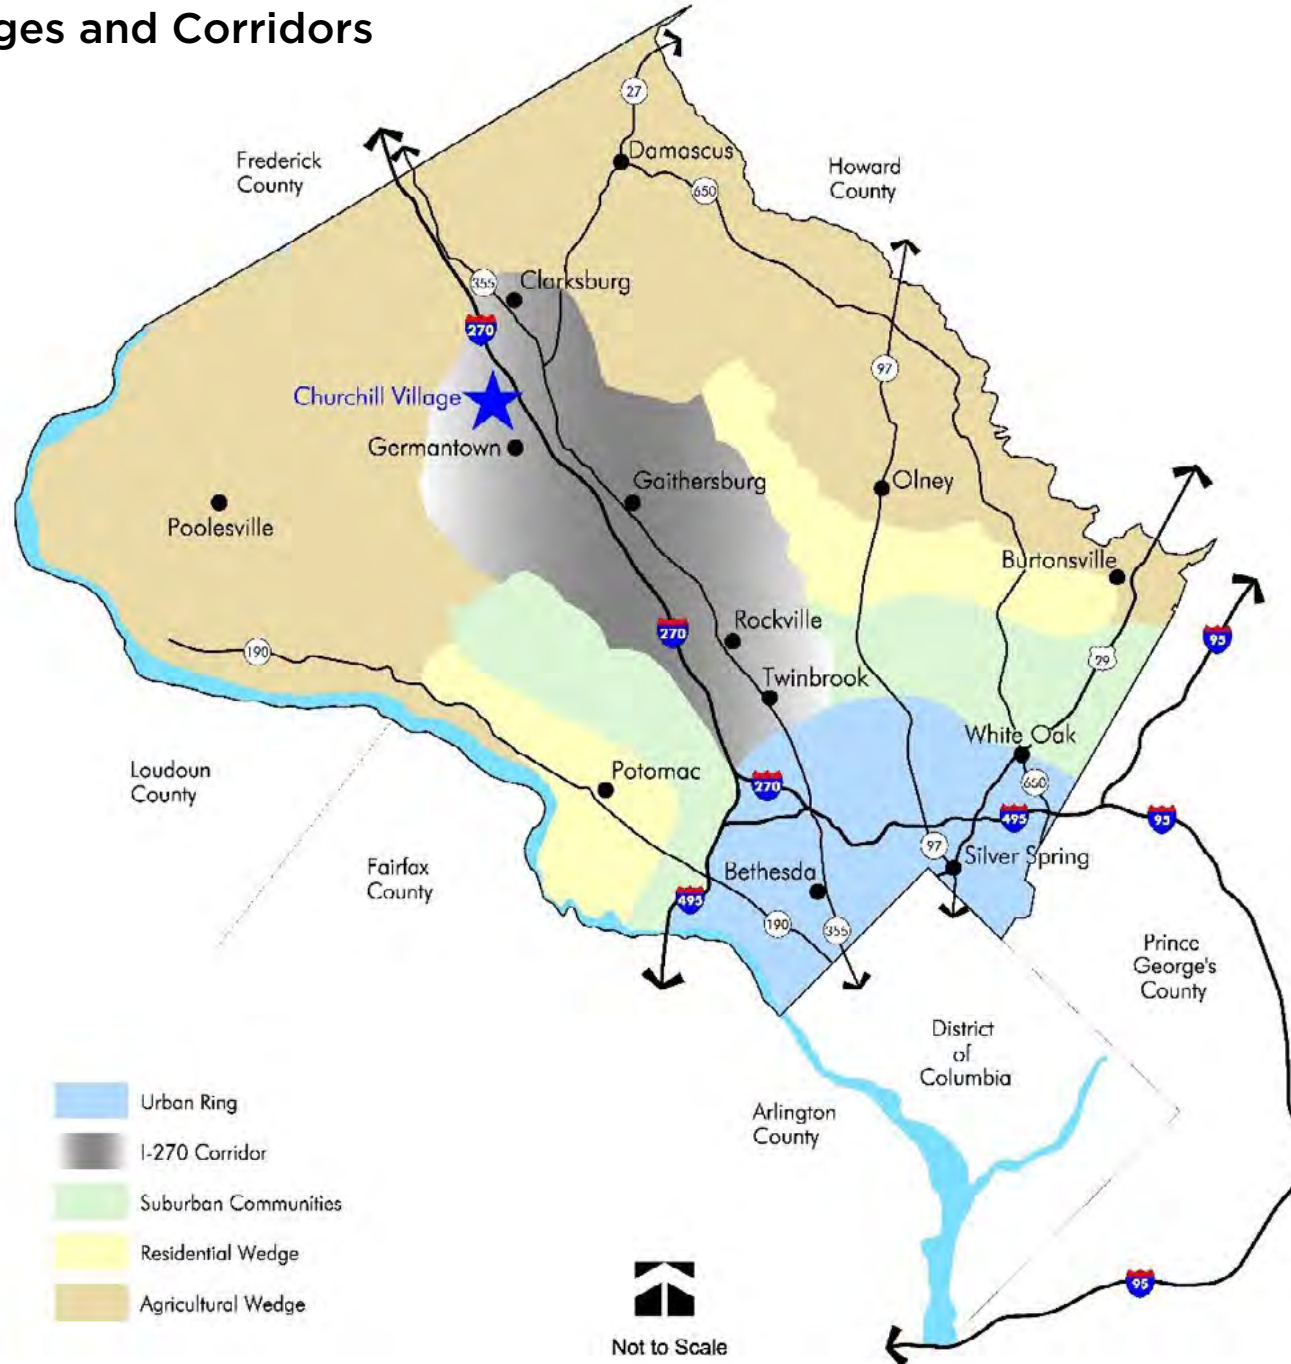 ges and Corridors
27
Frederick
County
Damascus
Howard
County
650
355
Clarksburg
270
97
Churchill Village
Germantown
Gaithersburg
Olney
Poolesville
Burtonsville
270
Rockville
95
190
29
Twinbrook
White Oak
Loudoun
County
Potomac
270
650
495
95
97
Silver Spring
Fairfax
County
Bethesda
495
190
355
Prince
George's
County
District
of
Columbia
Arlington
County
Urban Ring
I-270 Corridor
Suburban Communities
Residential Wedge
Agricultural Wedge
95
Not to Scale